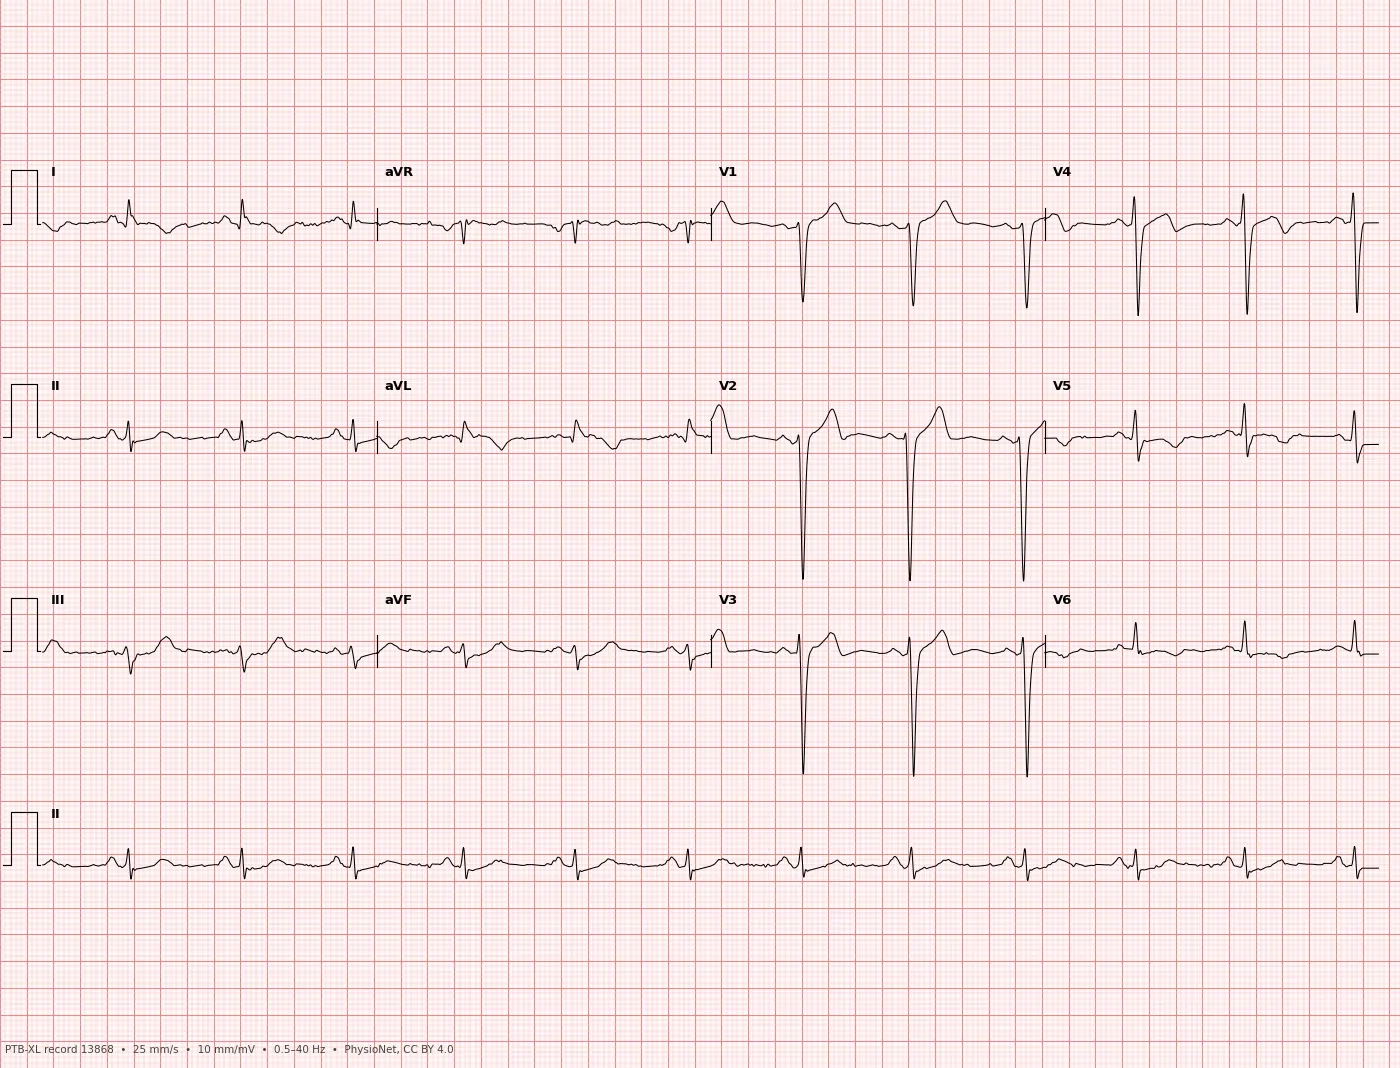 I aVR V1 V4
II aVL V2 V5
III aVF V3 V6
II
PTB-XL record 13868 • 25 mm/s • 10 mm/mV • 0.5–40 Hz • PhysioNet, CC BY 4.0